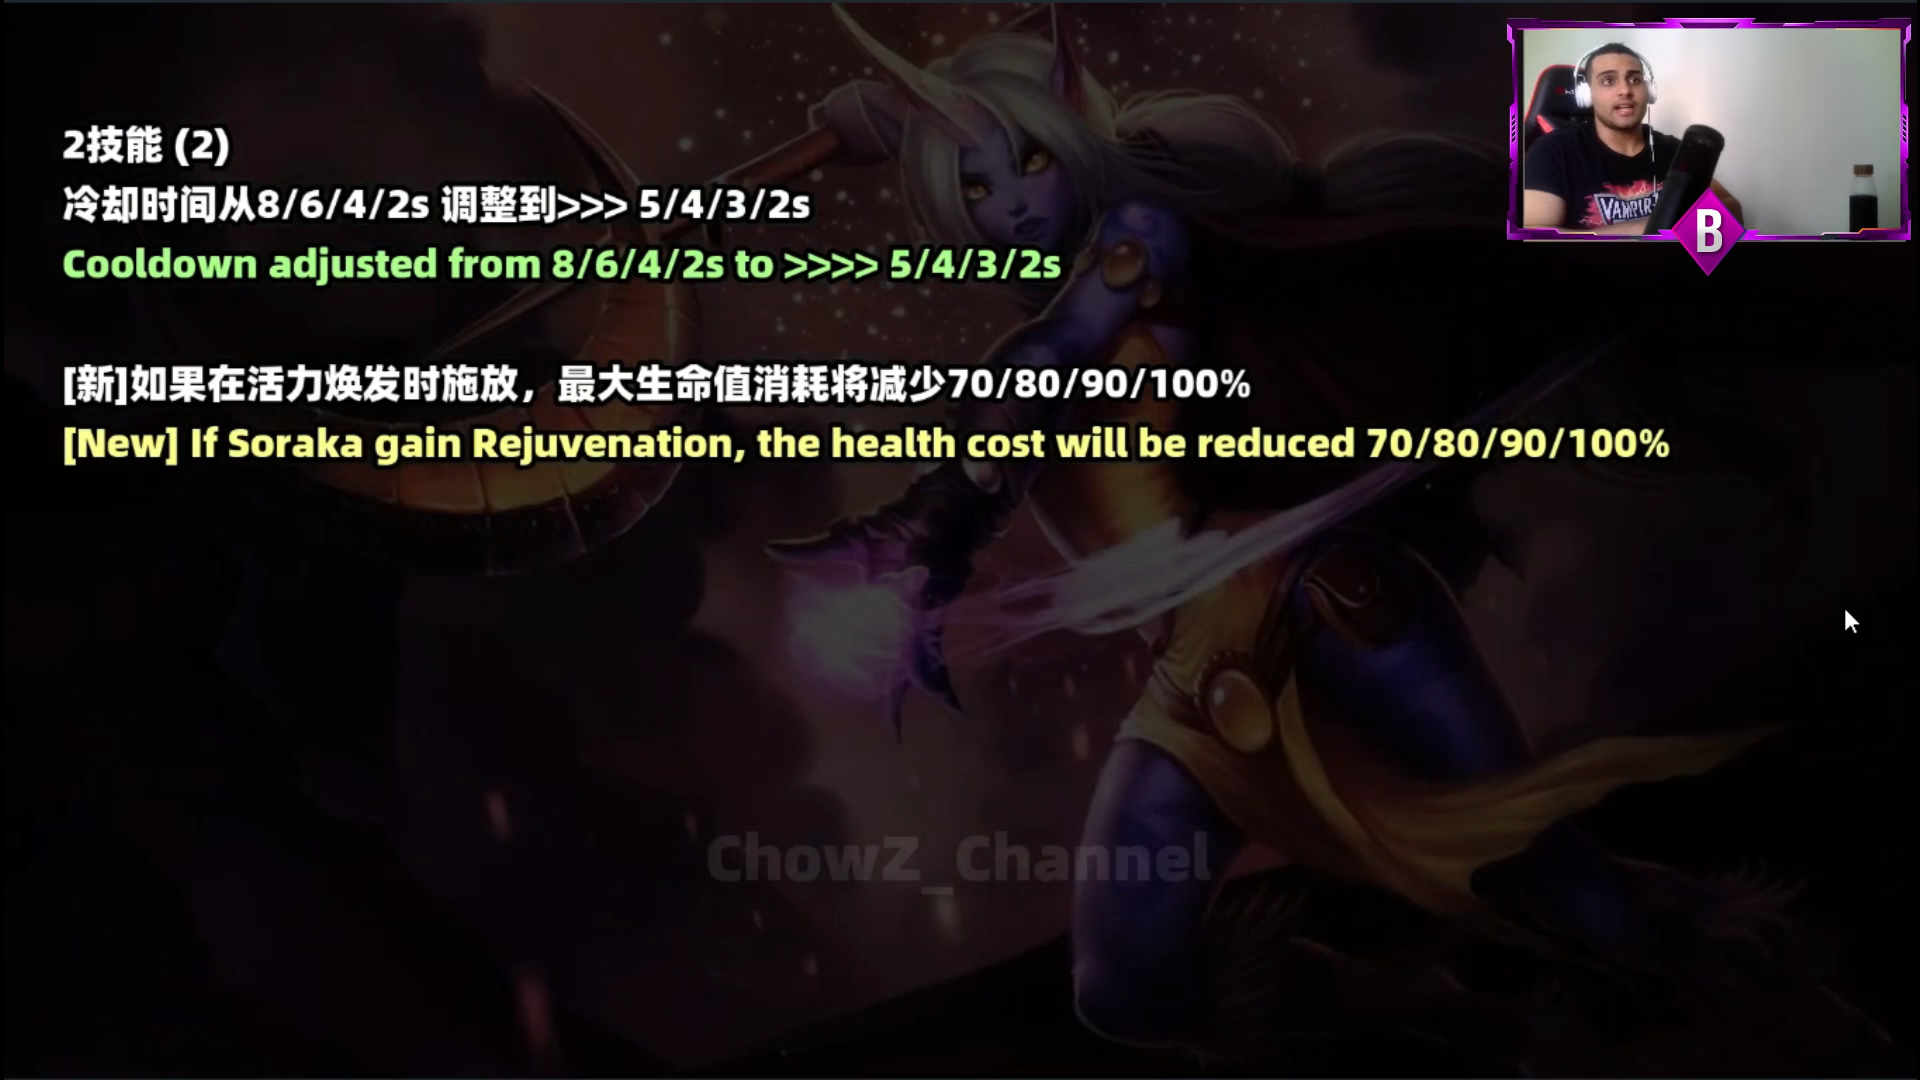 2技能 (2)
冷却时间从8/6/4/2s 调整到>>> 5/4/3/2s
Cooldown adjusted from 8/6/4/2s to >>>> 5/4/3/2s
[新]如果在活力焕发时施放，最大生命值消耗将减少70/80/90/100%
[New] If Soraka gain Rejuvenation, the health cost will be reduced 70/80/90/100%
B
ChowZ_Channel